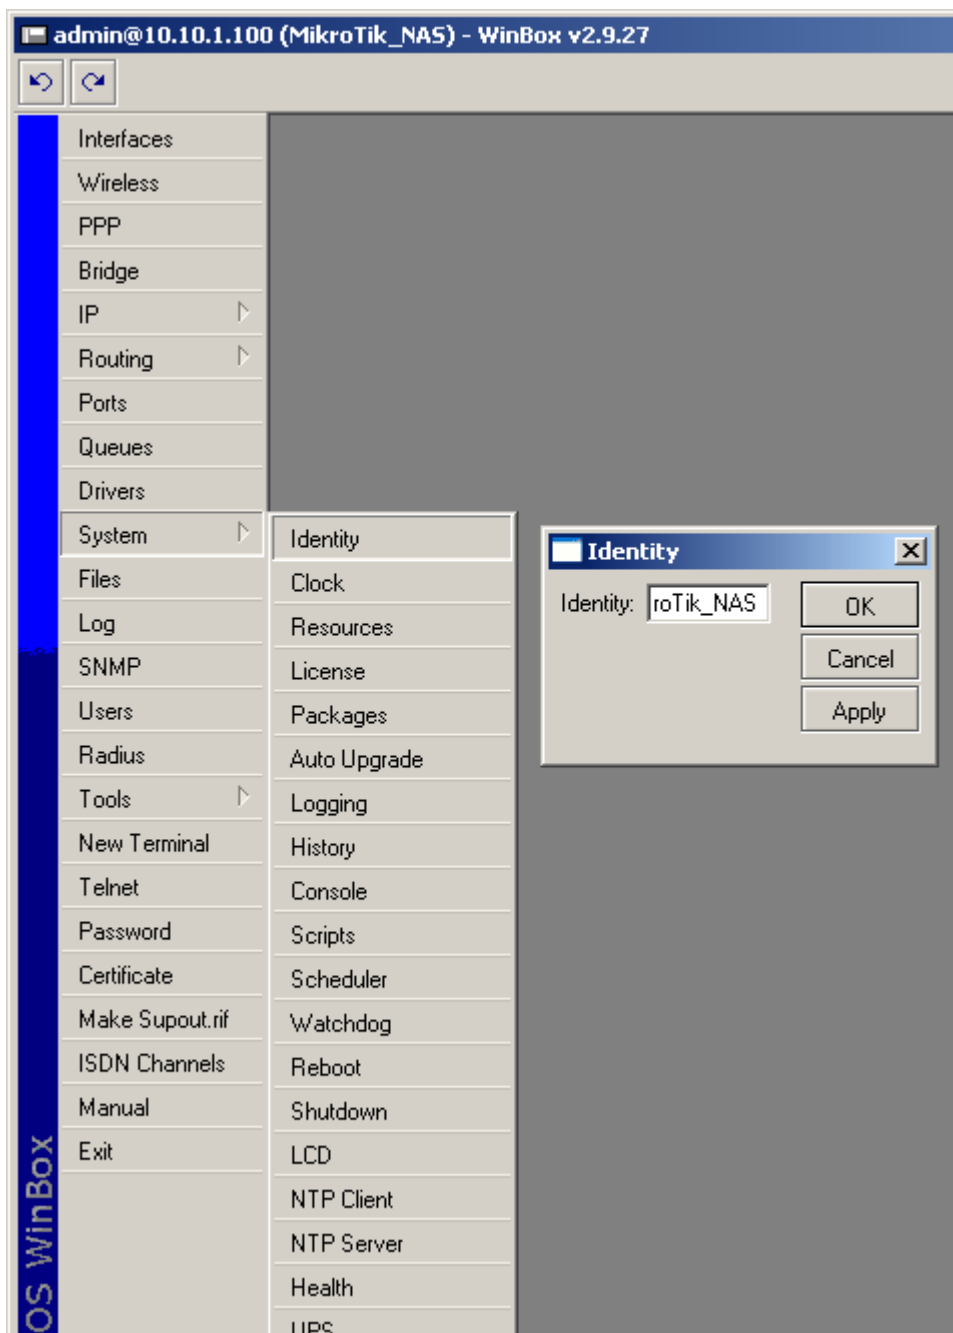 admin@10.10.1.100 (MikroTik_NAS) - WinBox v2.9.27
Interfaces
Wireless
PPP
Bridge
IP
Routing
Ports
Queues
Drivers
System
Files
Log
SNMP
Users
Radius
Tools
New Terminal
Telnet
Password
Certificate
Make Supout.rif
ISDN Channels
Manual
Exit
Identity
Clock
Resources
License
Packages
Auto Upgrade
Logging
History
Console
Scripts
Scheduler
Watchdog
Reboot
Shutdown
LCD
NTP Client
NTP Server
Health
UPS
Identity
Identity: roTik_NAS
OK
Cancel
Apply
OS WinBox